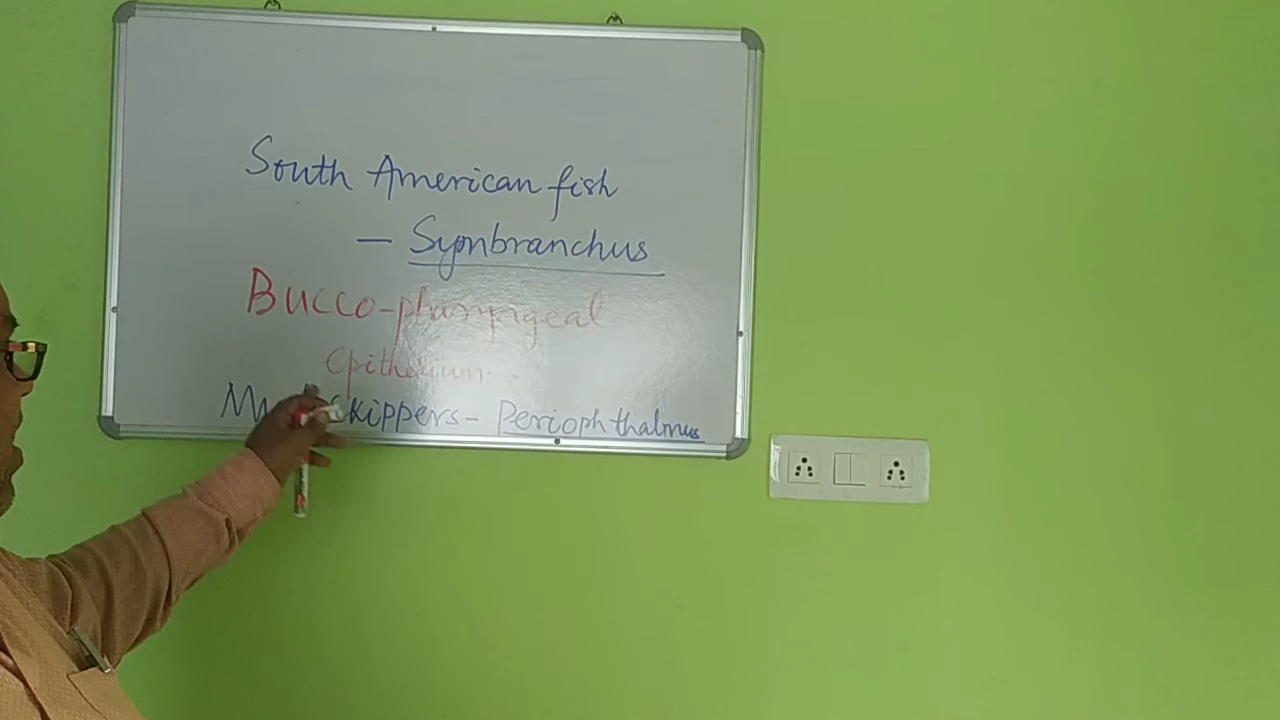 South American fish
— Synbranchus
Bucco-pharyngeal
Epithelium:-
skippers - Periophthalmus